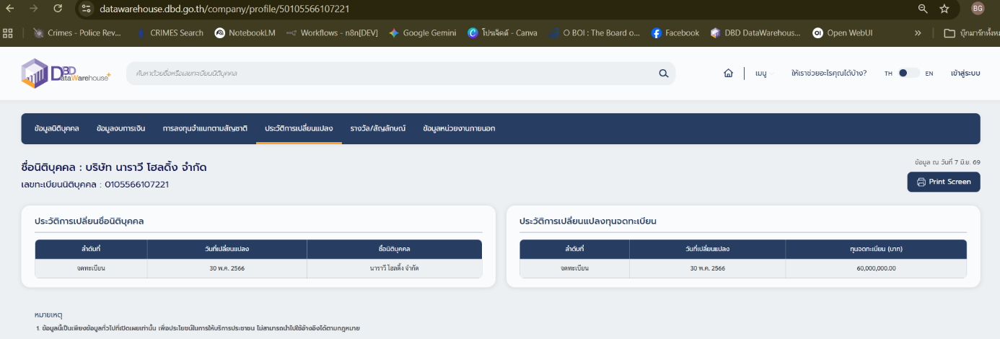 datawarehouse.dbd.go.th/company/profile/50105566107221
BG
Crimes - Police Rev...
CRIMES Search
NotebookLM
Workflows - n8n[DEV]
Google Gemini
โปรเจ็คต์ - Canva
O BOI : The Board o...
Facebook
DBD DataWarehous...
OI Open WebUI
»
บุ๊กมาร์กทั้งหม
DBD DataWarehouse+
ค้นหาด้วยชื่อหรือเลขทะเบียนนิติบุคคล
เมนู
ให้เราช่วยอะไรคุณได้บ้าง?
TH EN
เข้าสู่ระบบ
ข้อมูลนิติบุคคล ข้อมูลงบการเงิน การลงทุนจำแนกตามสัญชาติ ประวัติการเปลี่ยนแปลง รางวัล/สัญลักษณ์ ข้อมูลหน่วยงานภายนอก
ชื่อนิติบุคคล : บริษัท นาราวี โฮลดิ้ง จำกัด
เลขทะเบียนนิติบุคคล : 0105566107221
ข้อมูล ณ วันที่ 7 มิ.ย. 69
Print Screen
ประวัติการเปลี่ยนชื่อนิติบุคคล
ลำดับที่ วันที่เปลี่ยนแปลง ชื่อนิติบุคคล
จดทะเบียน 30 พ.ค. 2566 นาราวี โฮลดิ้ง จำกัด
ประวัติการเปลี่ยนแปลงทุนจดทะเบียน
ลำดับที่ วันที่เปลี่ยนแปลง ทุนจดทะเบียน (บาท)
จดทะเบียน 30 พ.ค. 2566 60,000,000.00
หมายเหตุ
1. ข้อมูลนี้เป็นเพียงข้อมูลทั่วไปที่เปิดเผยเท่านั้น เพื่อประโยชน์ในการให้บริการประชาชน ไม่สามารถนำไปใช้อ้างอิงได้ตามกฎหมาย